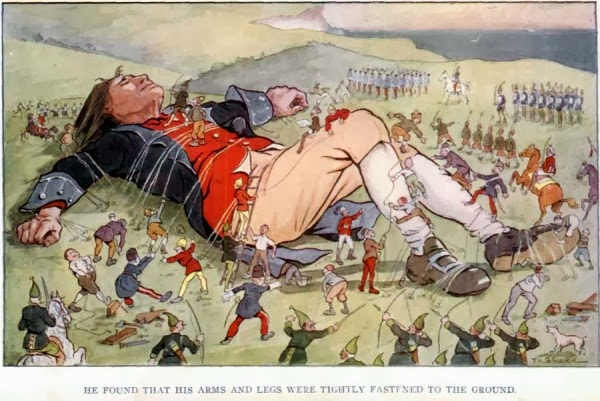 HE FOUND THAT HIS ARMS AND LEGS WERE TIGHTLY FASTENED TO THE GROUND.